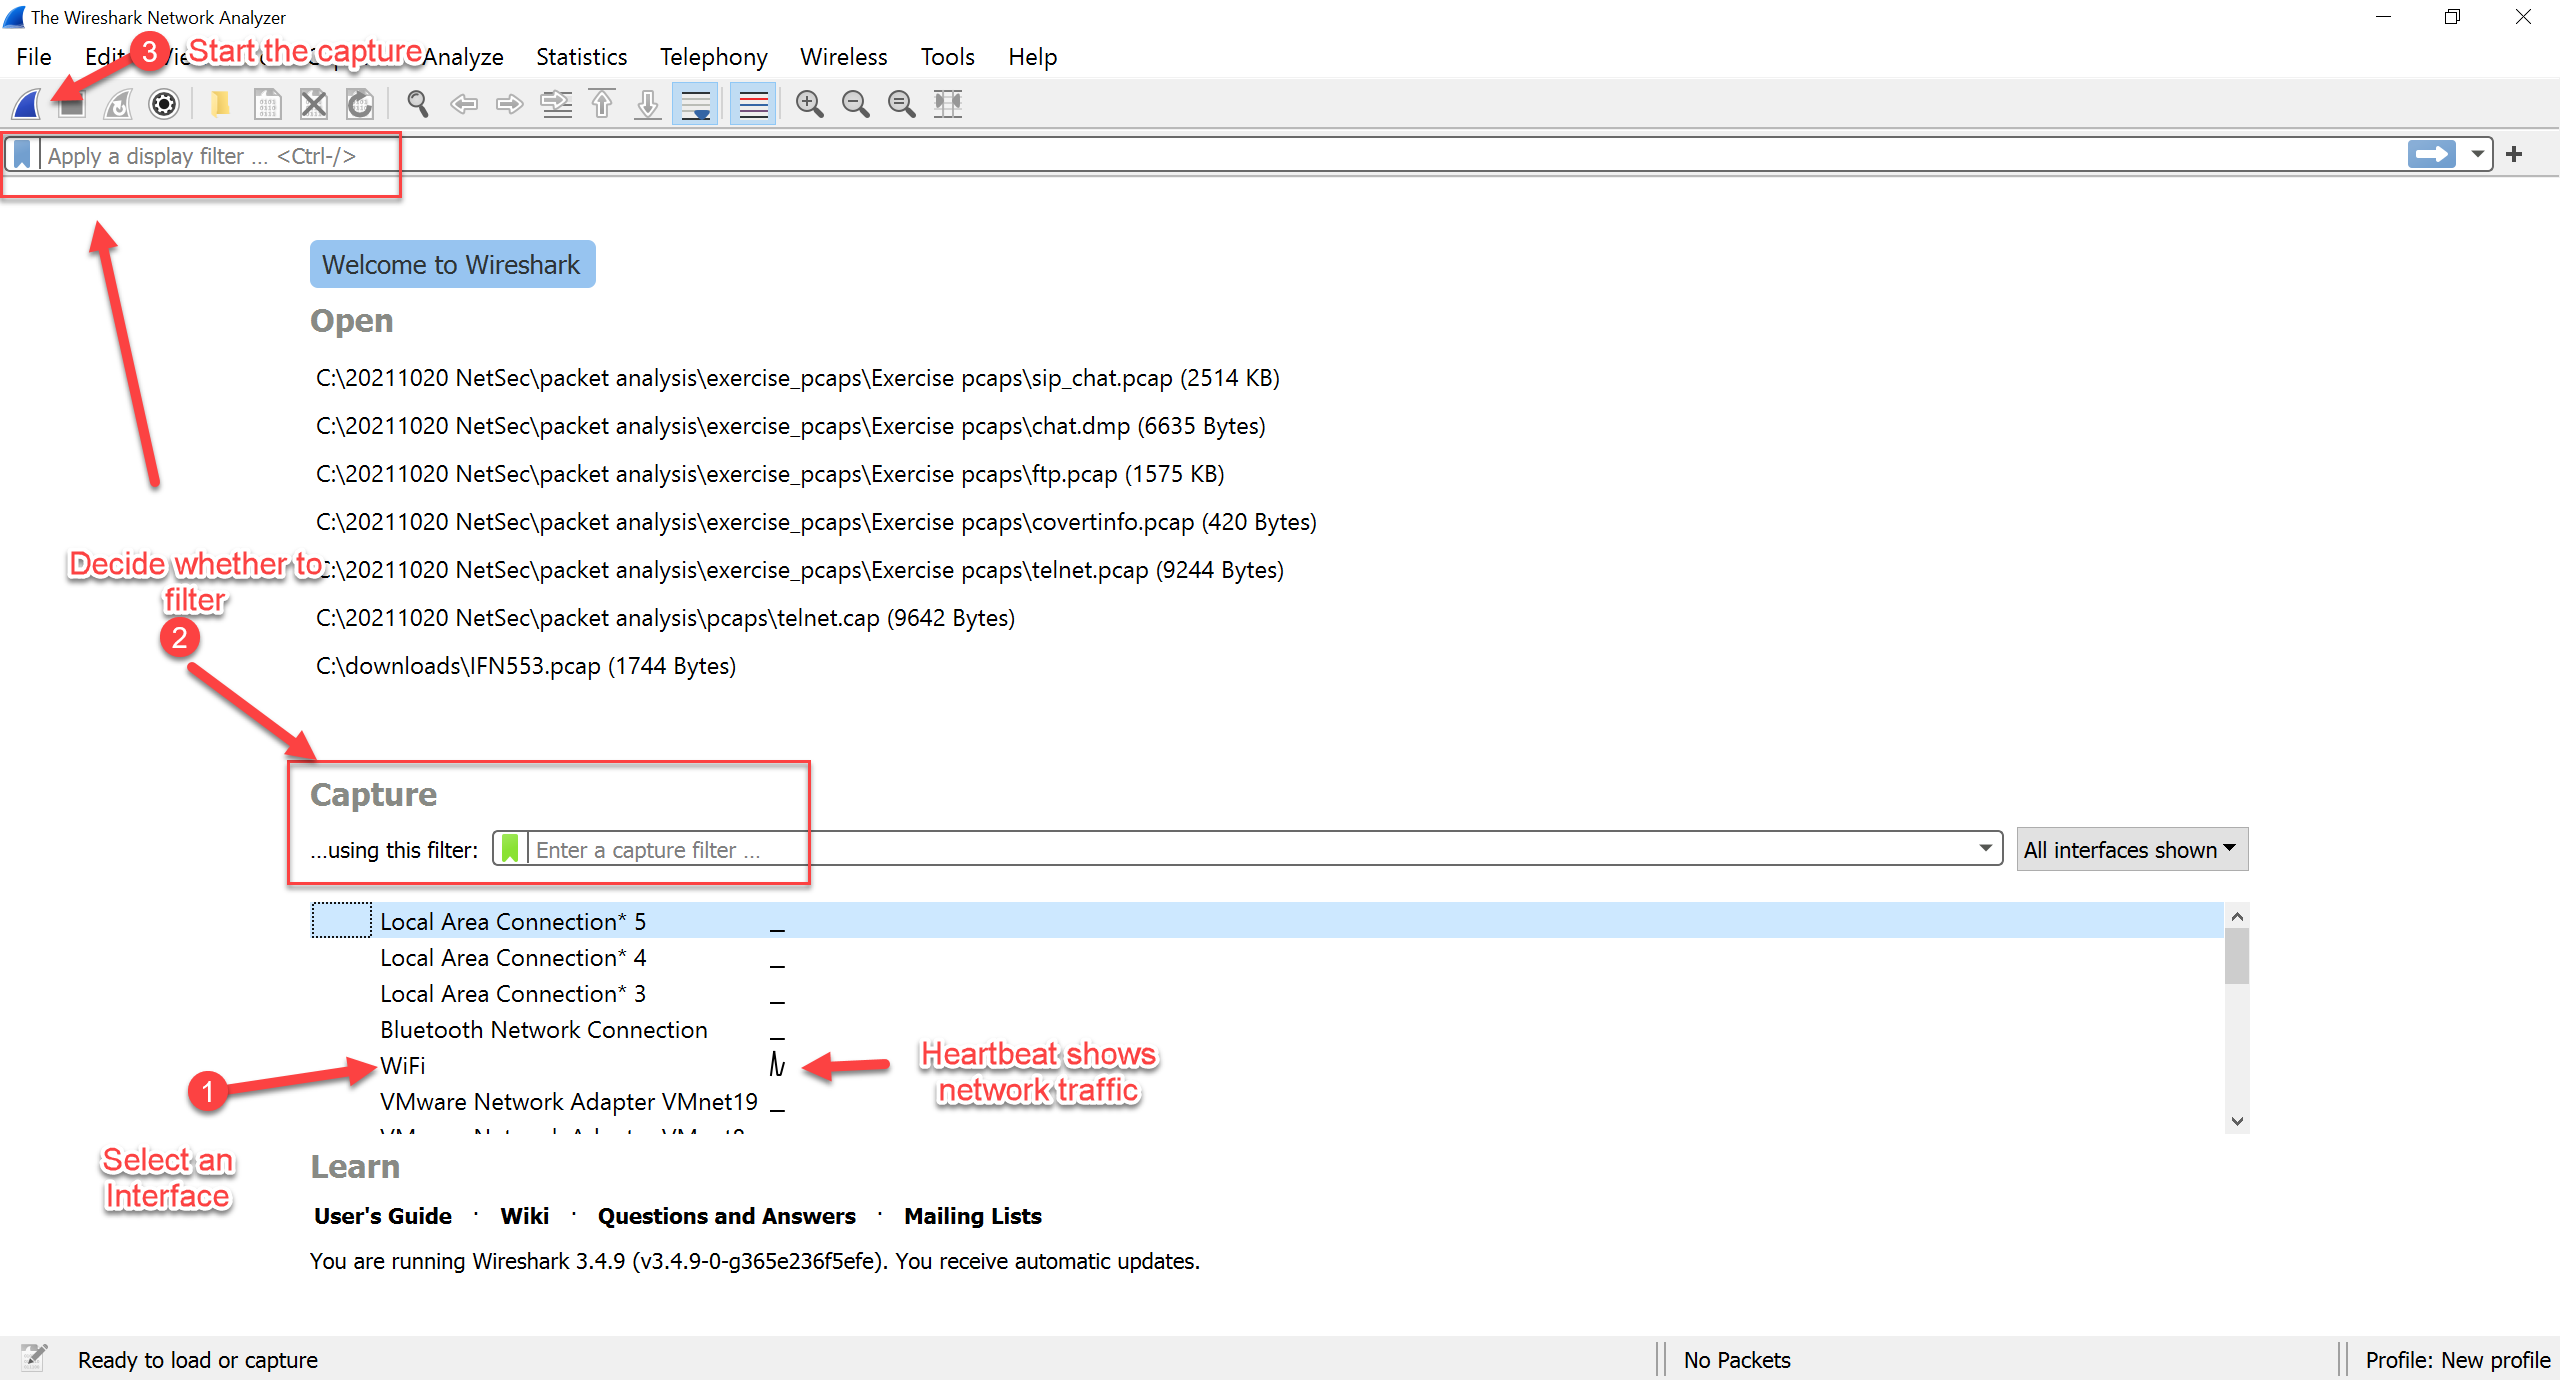 The Wireshark Network Analyzer
File Edit Analyze Statistics Telephony Wireless Tools Help
3 Start the capture
Apply a display filter ... <Ctrl-/>
Welcome to Wireshark
Open
C:\20211020 NetSec\packet analysis\exercise_pcaps\Exercise pcaps\sip_chat.pcap (2514 KB)
C:\20211020 NetSec\packet analysis\exercise_pcaps\Exercise pcaps\chat.dmp (6635 Bytes)
C:\20211020 NetSec\packet analysis\exercise_pcaps\Exercise pcaps\ftp.pcap (1575 KB)
C:\20211020 NetSec\packet analysis\exercise_pcaps\Exercise pcaps\covertinfo.pcap (420 Bytes)
Decide whether to
filter
2
:\20211020 NetSec\packet analysis\exercise_pcaps\Exercise pcaps\telnet.pcap (9244 Bytes)
C:\20211020 NetSec\packet analysis\pcaps\telnet.cap (9642 Bytes)
C:\downloads\IFN553.pcap (1744 Bytes)
Capture
...using this filter: Enter a capture filter ... All interfaces shown
Local Area Connection* 5
Local Area Connection* 4
Local Area Connection* 3
Bluetooth Network Connection
WiFi
VMware Network Adapter VMnet19
Heartbeat shows
network traffic
1
Select an
Interface
Learn
User's Guide · Wiki · Questions and Answers · Mailing Lists
You are running Wireshark 3.4.9 (v3.4.9-0-g365e236f5efe). You receive automatic updates.
Ready to load or capture No Packets Profile: New profile